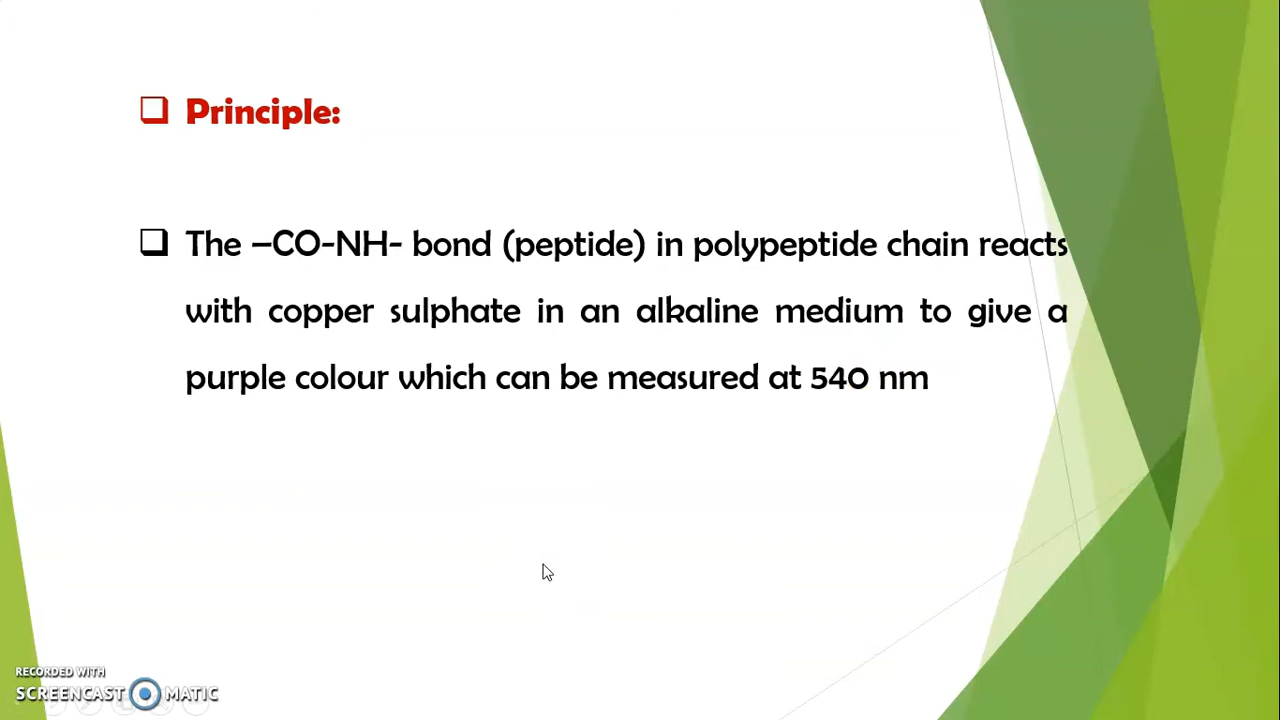 Principle:
The –CO-NH- bond (peptide) in polypeptide chain reacts
with copper sulphate in an alkaline medium to give a
purple colour which can be measured at 540 nm
RECORDED WITH
SCREENCAST MATIC